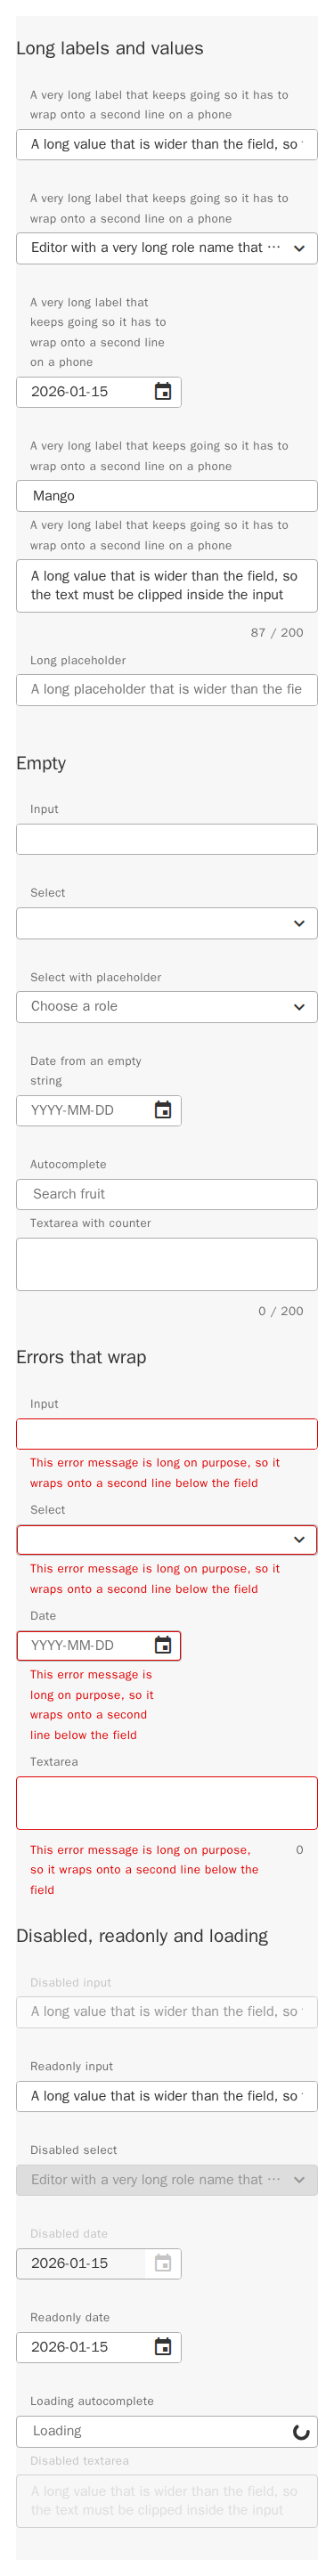 Long labels and values
A very long label that keeps going so it has to
wrap onto a second line on a phone
A long value that is wider than the field, so
A very long label that keeps going so it has to
wrap onto a second line on a phone
Editor with a very long role name that ···
A very long label that
keeps going so it has to
wrap onto a second line
on a phone
2026-01-15
A very long label that keeps going so it has to
wrap onto a second line on a phone
Mango
A very long label that keeps going so it has to
wrap onto a second line on a phone
A long value that is wider than the field, so
the text must be clipped inside the input
87 / 200
Long placeholder
A long placeholder that is wider than the fie
Empty
Input
Select
Select with placeholder
Choose a role
Date from an empty
string
YYYY-MM-DD
Autocomplete
Search fruit
Textarea with counter
0 / 200
Errors that wrap
Input
This error message is long on purpose, so it
wraps onto a second line below the field
Select
This error message is long on purpose, so it
wraps onto a second line below the field
Date
YYYY-MM-DD
This error message is
long on purpose, so it
wraps onto a second
line below the field
Textarea
This error message is long on purpose, 0
so it wraps onto a second line below the
field
Disabled, readonly and loading
Disabled input
A long value that is wider than the field, so
Readonly input
A long value that is wider than the field, so
Disabled select
Editor with a very long role name that ···
Disabled date
2026-01-15
Readonly date
2026-01-15
Loading autocomplete
Loading
Disabled textarea
A long value that is wider than the field, so
the text must be clipped inside the input